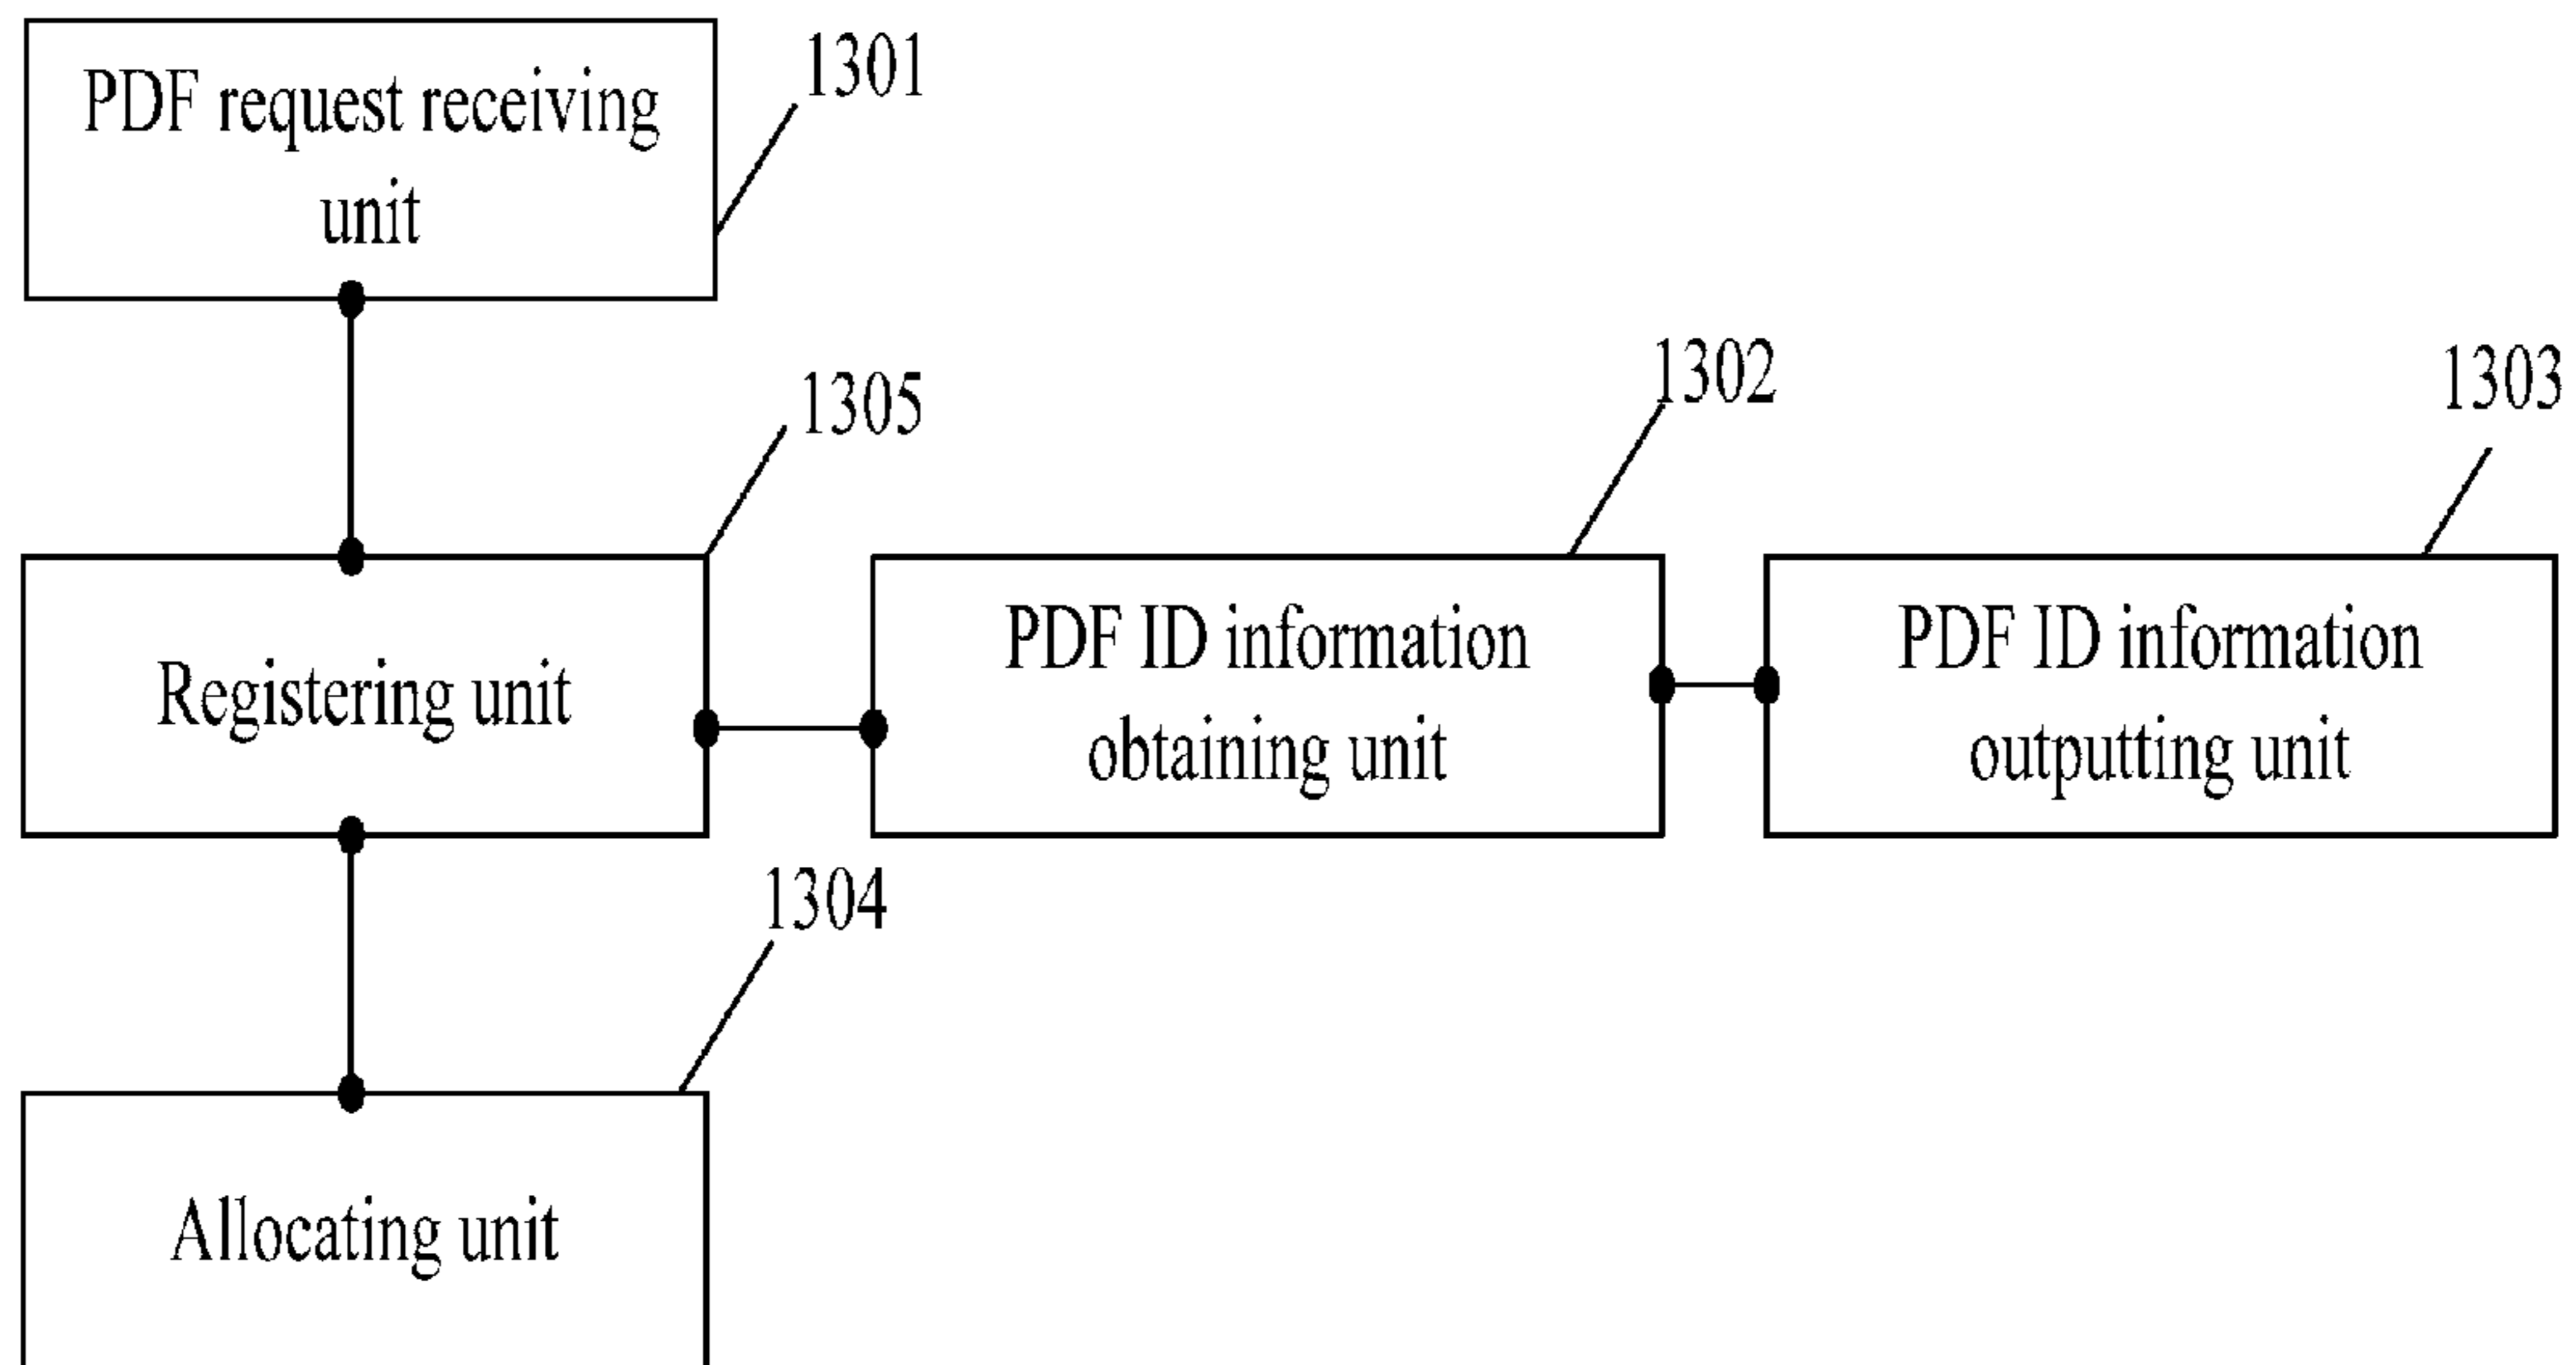 PDF request receiving
unit
1301
1305
Registering unit
1302
PDF ID information
obtaining unit
1303
PDF ID information
outputting unit
1304
Allocating unit